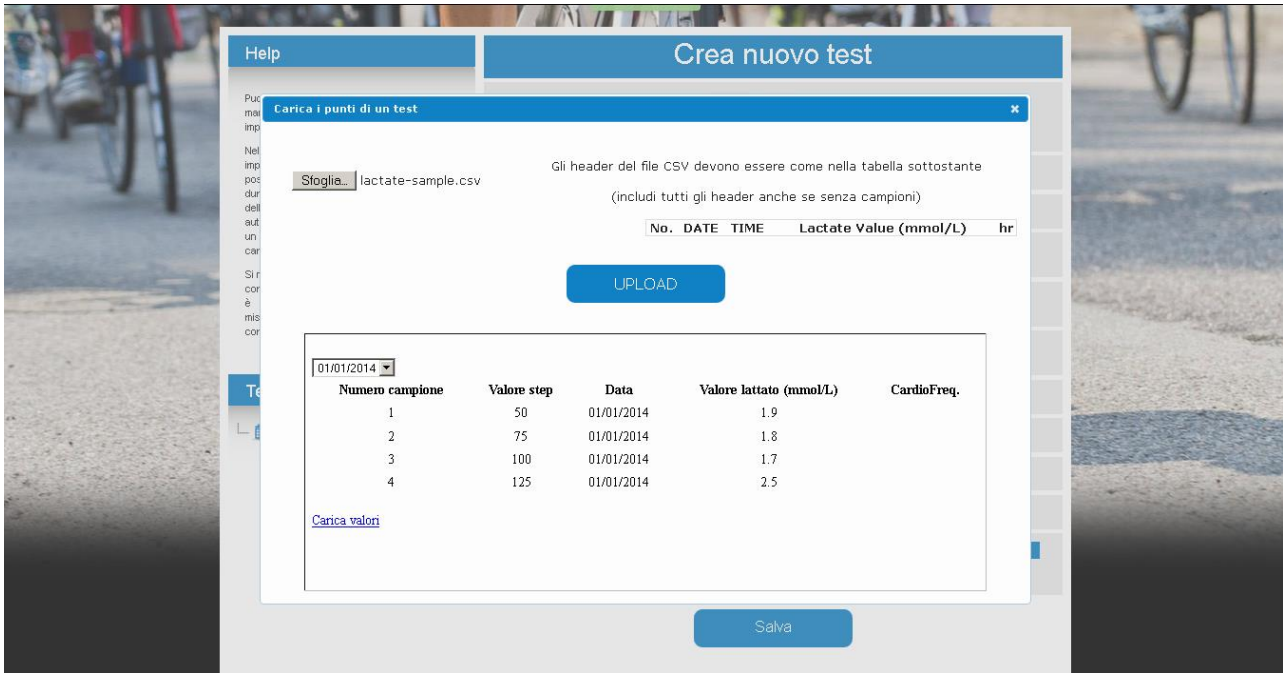 Help
Crea nuovo test
Carica i punti di un test
Sfoglia... lactate-sample.csv
Gli header del file CSV devono essere come nella tabella sottostante
(includi tutti gli header anche se senza campioni)
No. DATE TIME Lactate Value (mmol/L) hr
UPLOAD
01/01/2014
Numero campione Valore step Data Valore lattato (mmol/L) CardioFreq.
1 50 01/01/2014 1.9
2 75 01/01/2014 1.8
3 100 01/01/2014 1.7
4 125 01/01/2014 2.5
Carica valori
Salva